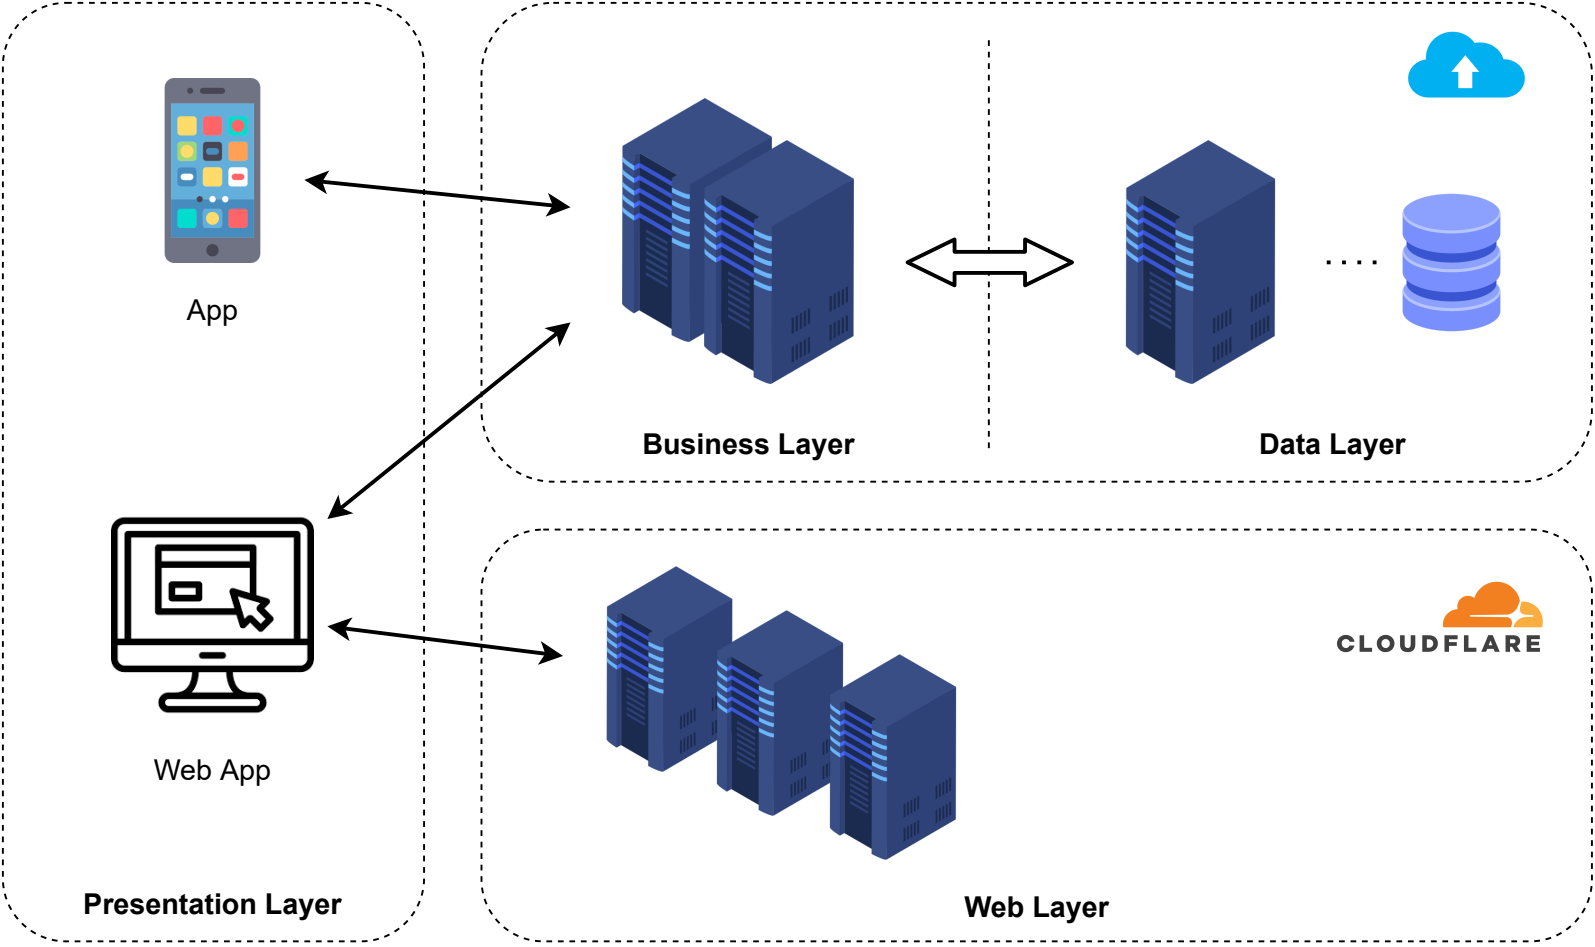 App
Business Layer
Data Layer
CLOUDFLARE
Web App
Presentation Layer
Web Layer